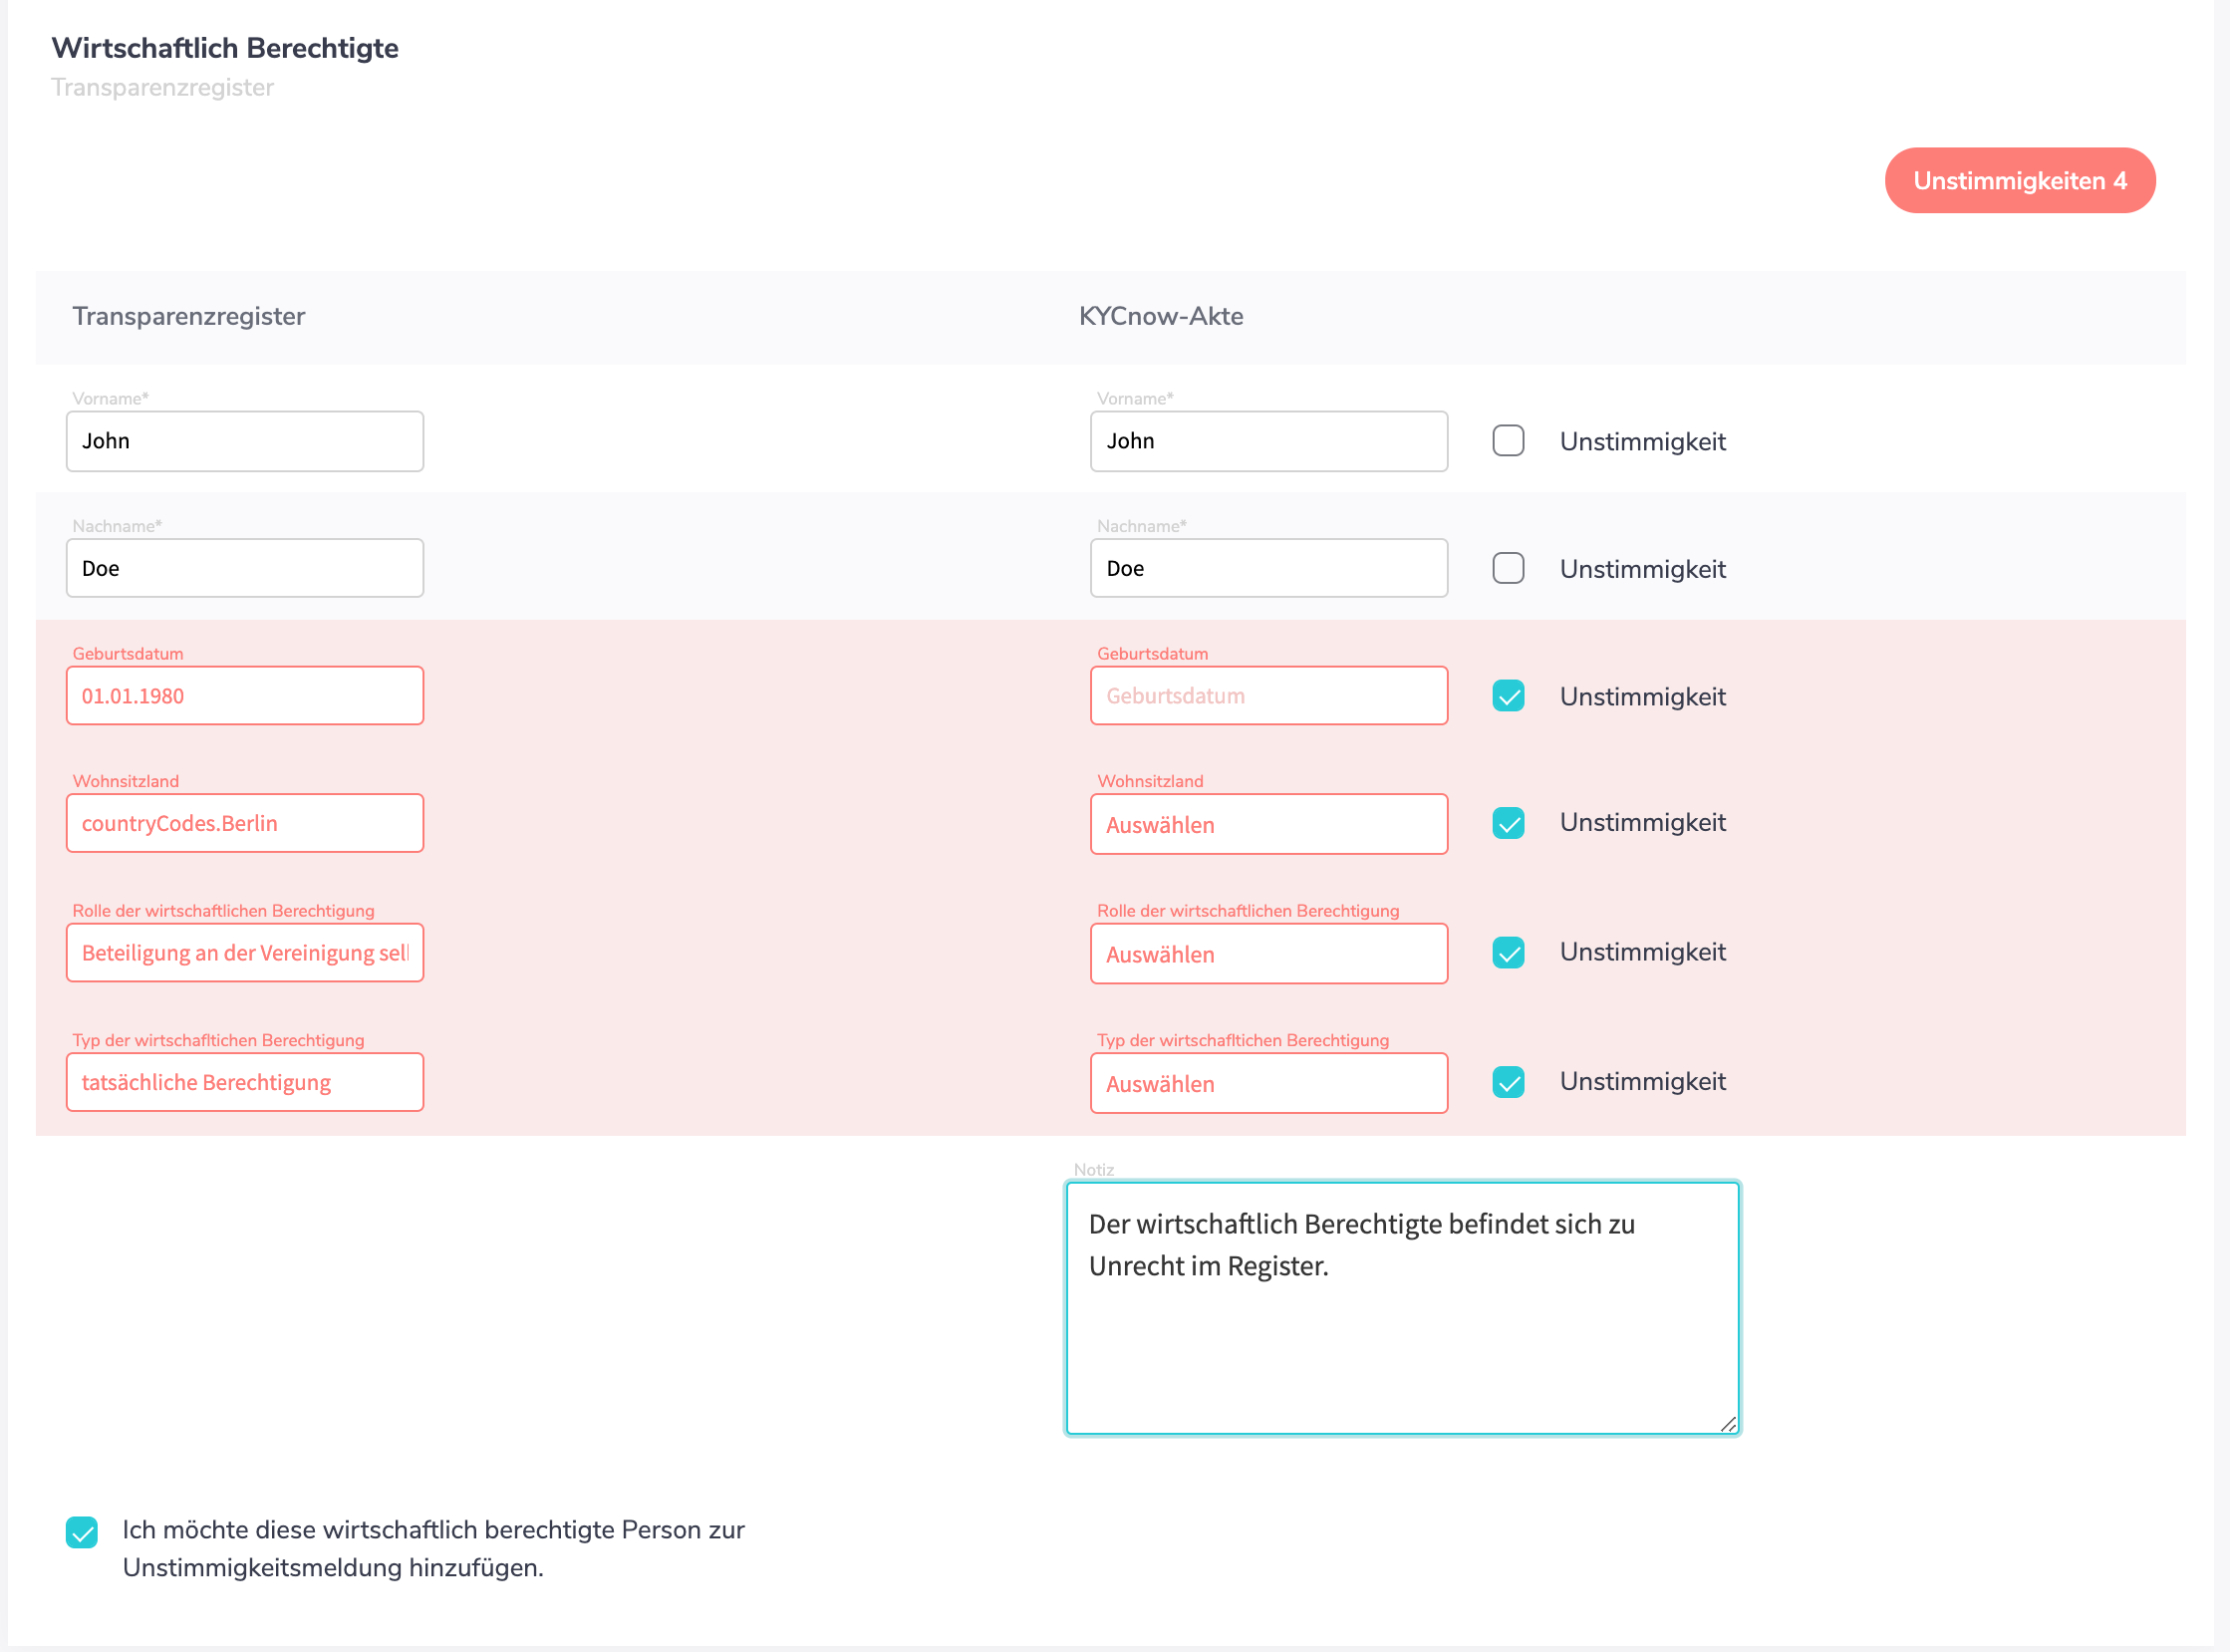 Wirtschaftlich Berechtigte
Transparenzregister
Unstimmigkeiten 4
Transparenzregister
KYCnow-Akte
Vorname*
Vorname*
John
John
Unstimmigkeit
Nachname*
Nachname*
Doe
Doe
Unstimmigkeit
Geburtsdatum
Geburtsdatum
01.01.1980
Geburtsdatum
Unstimmigkeit
Wohnsitzland
Wohnsitzland
countryCodes.Berlin
Auswählen
Unstimmigkeit
Rolle der wirtschaftlichen Berechtigung
Rolle der wirtschaftlichen Berechtigung
Beteiligung an der Vereinigung
Auswählen
Unstimmigkeit
Typ der wirtschafltichen Berechtigung
Typ der wirtschafltichen Berechtigung
tatsächliche Berechtigung
Auswählen
Unstimmigkeit
Notiz
Der wirtschaftlich Berechtigte befindet sich zu
Unrecht im Register.
Ich möchte diese wirtschaftlich berechtigte Person zur
Unstimmigkeitsmeldung hinzufügen.